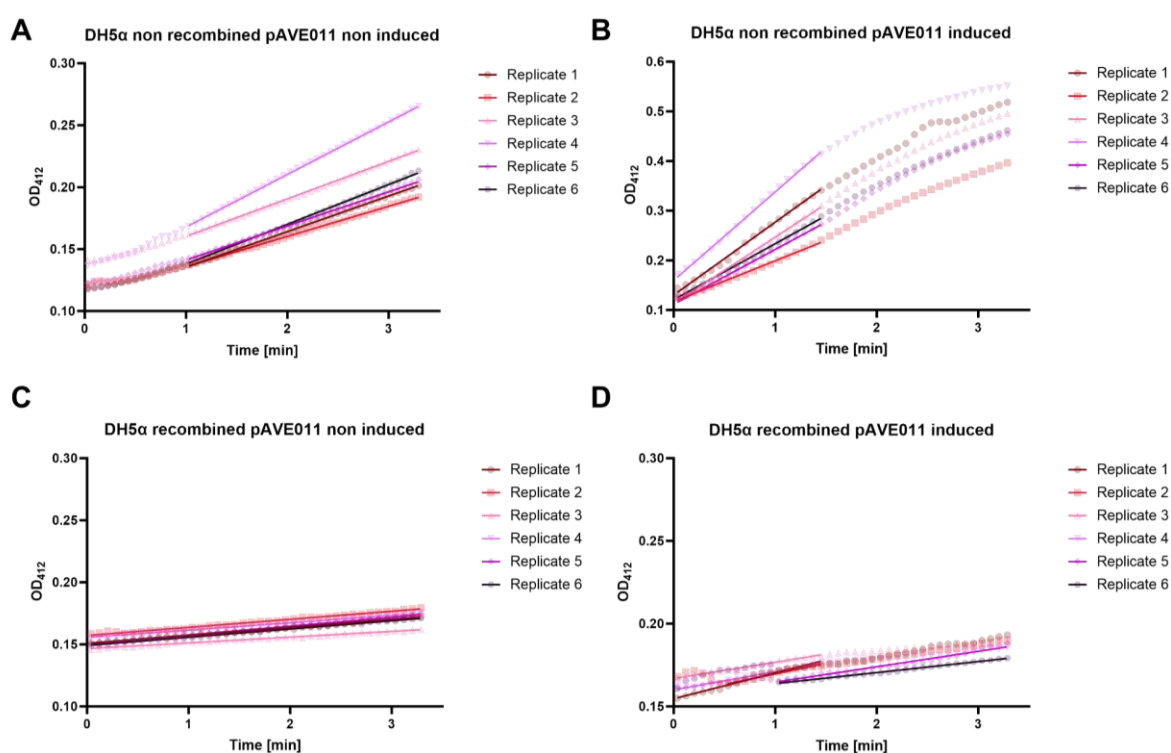 A
DH5α non recombined pAVE011 non induced
0.30
0.25
0.20
0.15
0.10
OD412
0
1
2
3
Time [min]
Replicate 1
Replicate 2
Replicate 3
Replicate 4
Replicate 5
Replicate 6
B
DH5α non recombined pAVE011 induced
0.6
0.5
0.4
0.3
0.2
0.1
OD412
0
1
2
3
Time [min]
Replicate 1
Replicate 2
Replicate 3
Replicate 4
Replicate 5
Replicate 6
C
DH5α recombined pAVE011 non induced
0.30
0.25
0.20
0.15
0.10
OD412
0
1
2
3
Time [min]
Replicate 1
Replicate 2
Replicate 3
Replicate 4
Replicate 5
Replicate 6
D
DH5α recombined pAVE011 induced
0.30
0.25
0.20
0.15
OD412
0
1
2
3
Time [min]
Replicate 1
Replicate 2
Replicate 3
Replicate 4
Replicate 5
Replicate 6